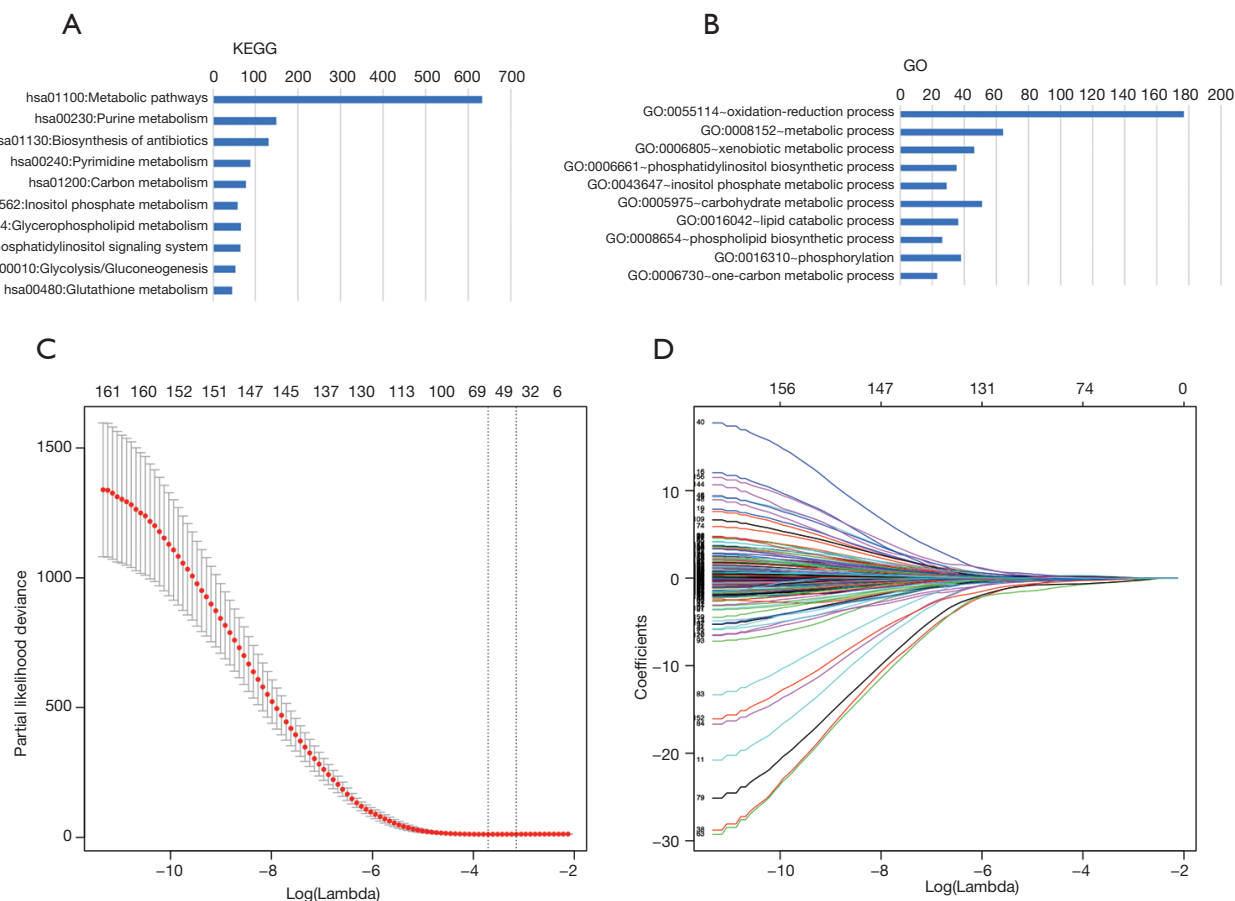 A
KEGG
0 100 200 300 400 500 600 700
hsa01100:Metabolic pathways
hsa00230:Purine metabolism
sa01130:Biosynthesis of antibiotics
hsa00240:Pyrimidine metabolism
hsa01200:Carbon metabolism
562:Inositol phosphate metabolism
4:Glycerophospholipid metabolism
hosphatidylinositol signaling system
00010:Glycolysis/Gluconeogenesis
hsa00480:Glutathione metabolism
B
GO
0 20 40 60 80 100 120 140 160 180 200
GO:0055114~oxidation-reduction process
GO:0008152~metabolic process
GO:0006805~xenobiotic metabolic process
GO:0006661~phosphatidylinositol biosynthetic process
GO:0043647~inositol phosphate metabolic process
GO:0005975~carbohydrate metabolic process
GO:0016042~lipid catabolic process
GO:0008654~phospholipid biosynthetic process
GO:0016310~phosphorylation
GO:0006730~one-carbon metabolic process
C
161 160 152 151 147 145 137 130 113 100 69 49 32 6
Partial likelihood deviance
1500
1000
500
0
−10 −8 −6 −4 −2
Log(Lambda)
D
156 147 131 74 0
Coefficients
10
0
−10
−20
−30
40
144
74
93
83
152
84
11
79
−10 −8 −6 −4 −2
Log(Lambda)